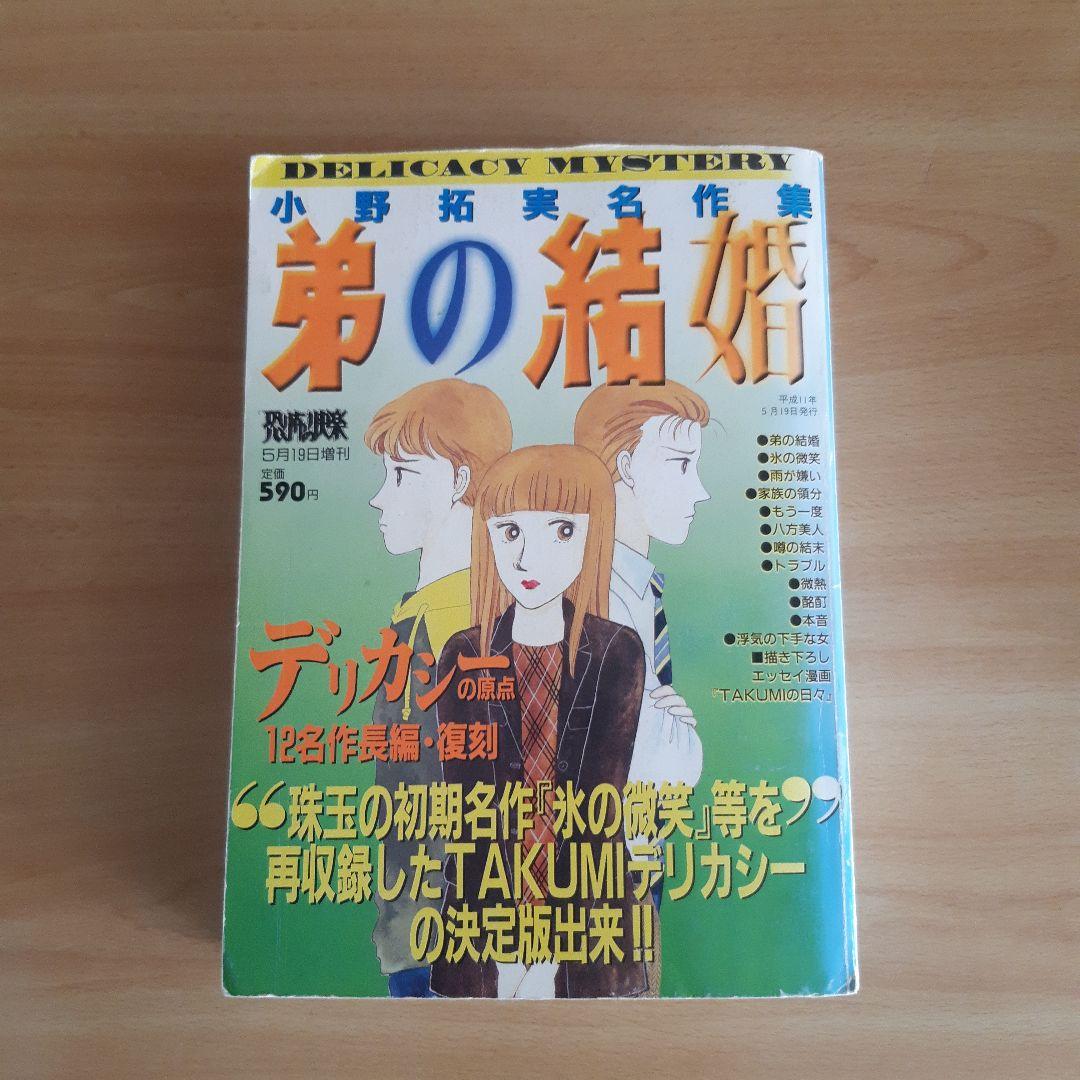 DELICACY MYSTERY
小野拓実名作集
弟の結婚
平成11年
5月19日発行
恐怖の快楽
5月19日増刊
定価
590円
●弟の結婚
●氷の微笑
●雨が嫌い
●家族の領分
●もう一度
●八方美人
●噂の結末
●トラブル
●微熱
●酩酊
●本音
●浮気の下手な女
■描き下ろし
エッセイ漫画
『TAKUMIの日々』
デリカシーの原点
12名作長編・復刻
“珠玉の初期名作『氷の微笑』等を”
再収録したTAKUMIデリカシー
の決定版出来!!